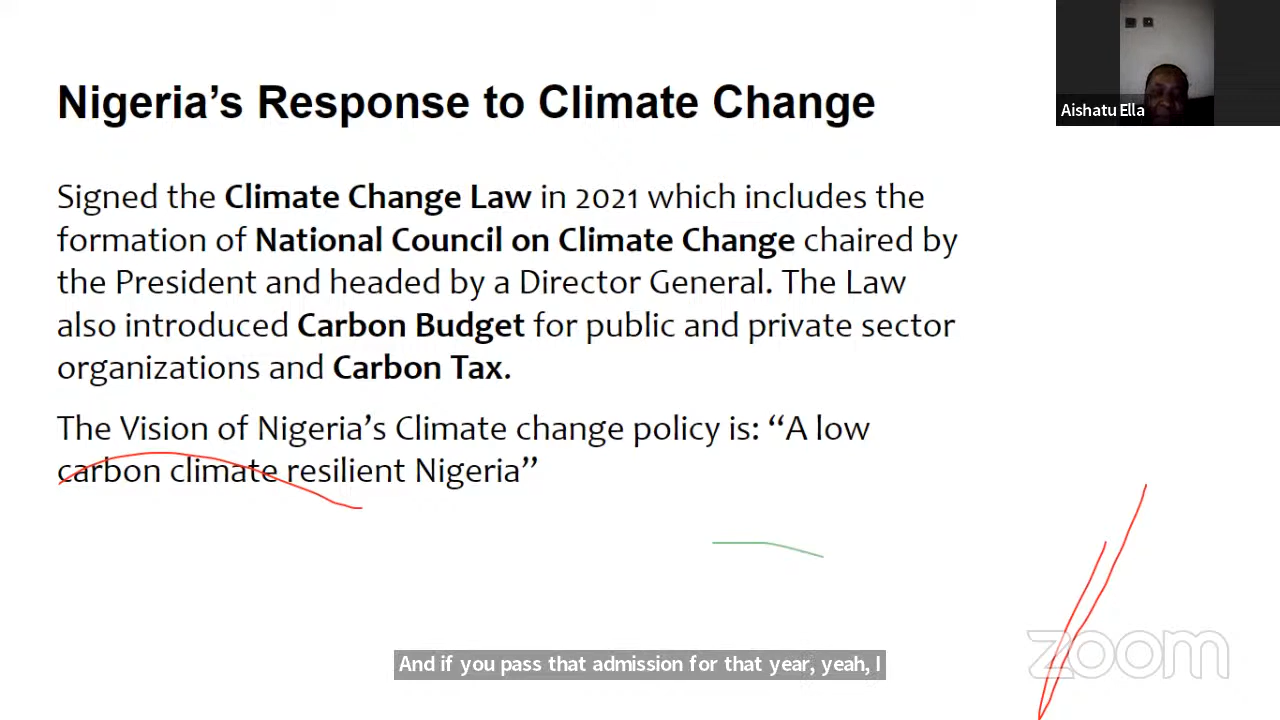 Aishatu Ella
Nigeria’s Response to Climate Change
Signed the Climate Change Law in 2021 which includes the
formation of National Council on Climate Change chaired by
the President and headed by a Director General. The Law
also introduced Carbon Budget for public and private sector
organizations and Carbon Tax.
The Vision of Nigeria’s Climate change policy is: “A low
carbon climate resilient Nigeria”
zoom
And if you pass that admission for that year, yeah, I